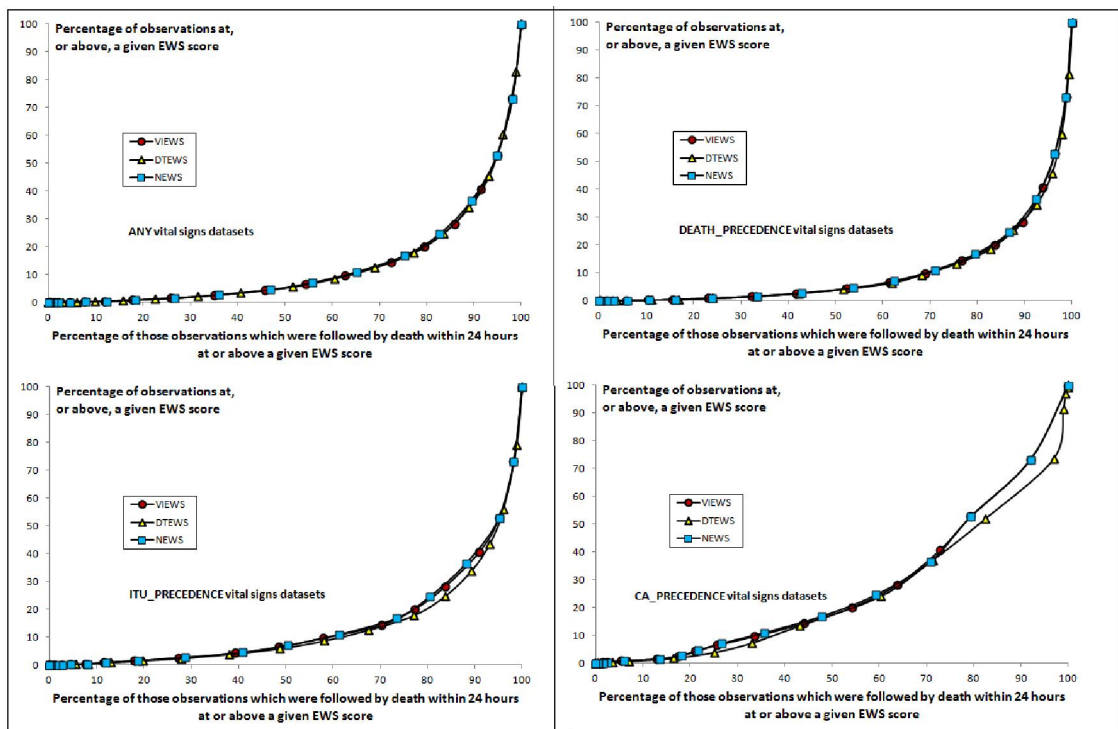 Percentage of observations at,
or above, a given EWS score
100
90
80
70
60
50
40
30
20
10
0
VIEWS
DTEWS
NEWS
ANY vital signs datasets
0 10 20 30 40 50 60 70 80 90 100
Percentage of those observations which were followed by death within 24 hours
at or above a given EWS score
Percentage of observations at,
or above, a given EWS score
100
90
80
70
60
50
40
30
20
10
0
VIEWS
DTEWS
NEWS
DEATH_PRECEDENCE vital signs datasets
0 10 20 30 40 50 60 70 80 90 100
Percentage of those observations which were followed by death within 24 hours
at or above a given EWS score
Percentage of observations at,
or above, a given EWS score
100
90
80
70
60
50
40
30
20
10
0
VIEWS
DTEWS
NEWS
ITU_PRECEDENCE vital signs datasets
0 10 20 30 40 50 60 70 80 90 100
Percentage of those observations which were followed by death within 24 hours
at or above a given EWS score
Percentage of observations at,
or above, a given EWS score
100
90
80
70
60
50
40
30
20
10
0
VIEWS
DTEWS
NEWS
CA_PRECEDENCE vital signs datasets
0 10 20 30 40 50 60 70 80 90 100
Percentage of those observations which were followed by death within 24 hours
at or above a given EWS score